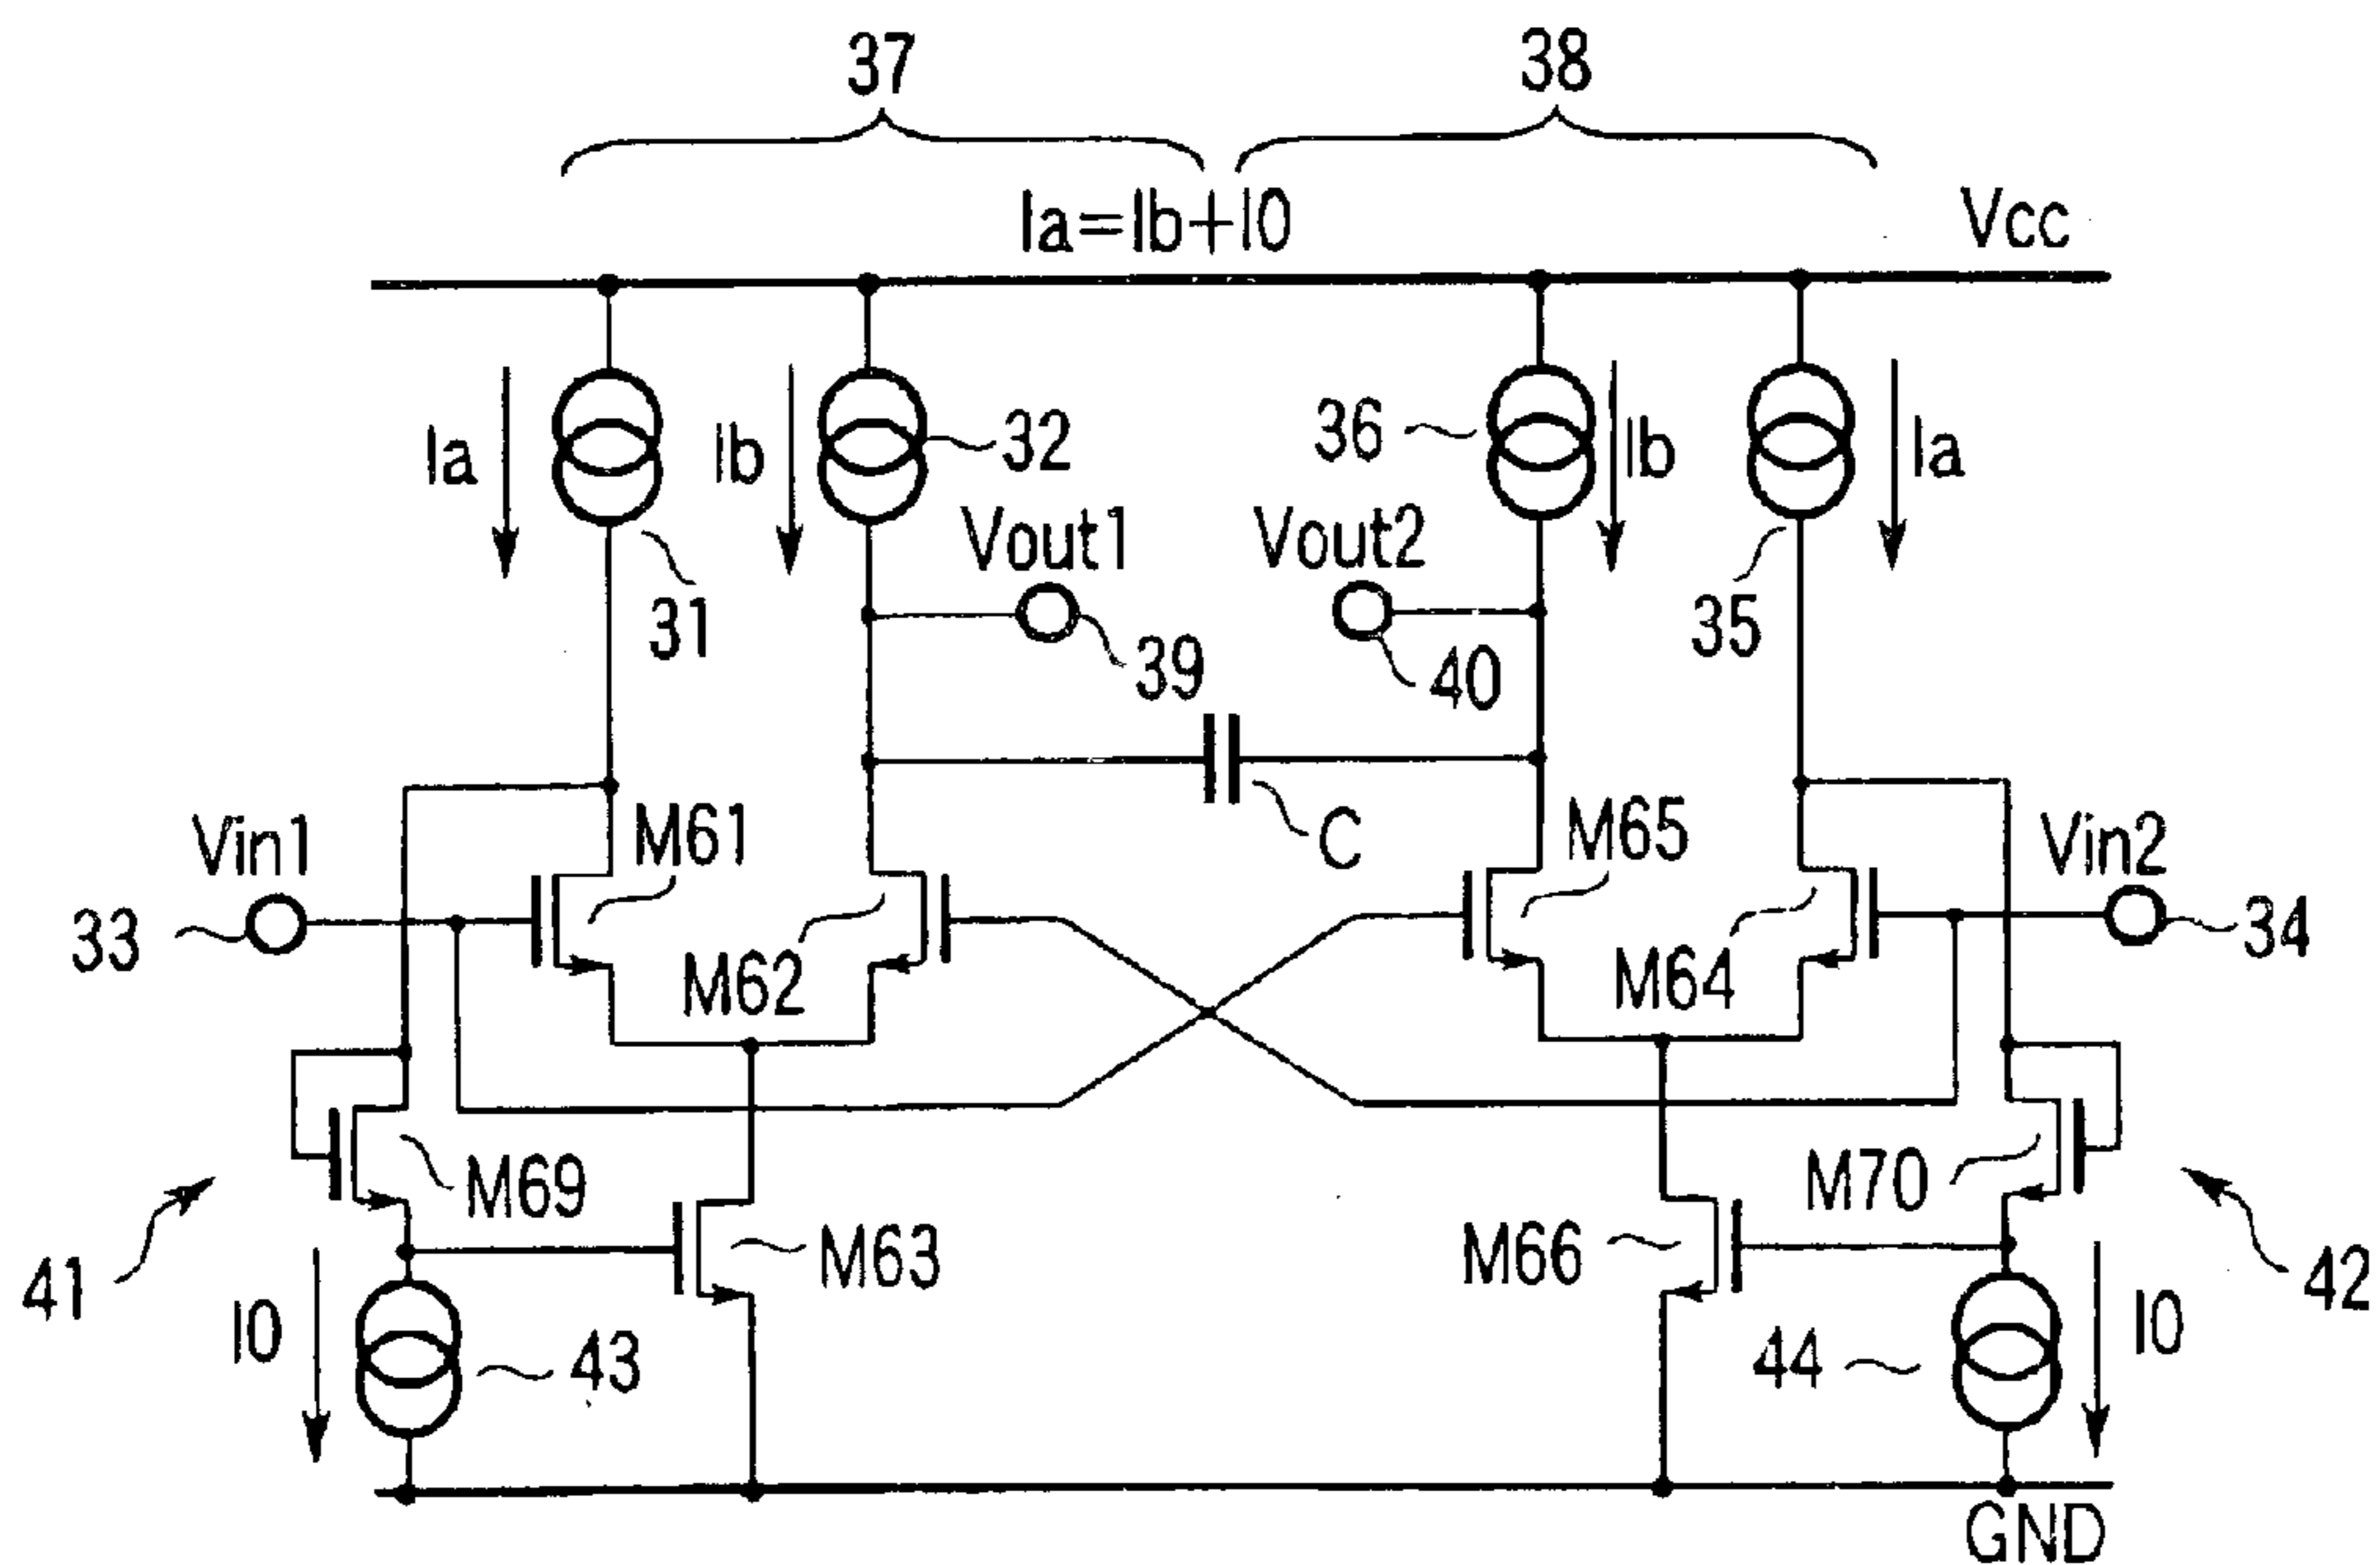 37
38
Ia=Ib+I0
Vcc
Ia
Ib
32
36
Ib
Ia
31
Vout1
Vout2
35
39
40
Vin1
M61
C
M65
Vin2
33
M62
M64
34
M69
M70
41
I0
M63
M66
42
43
44
I0
GND